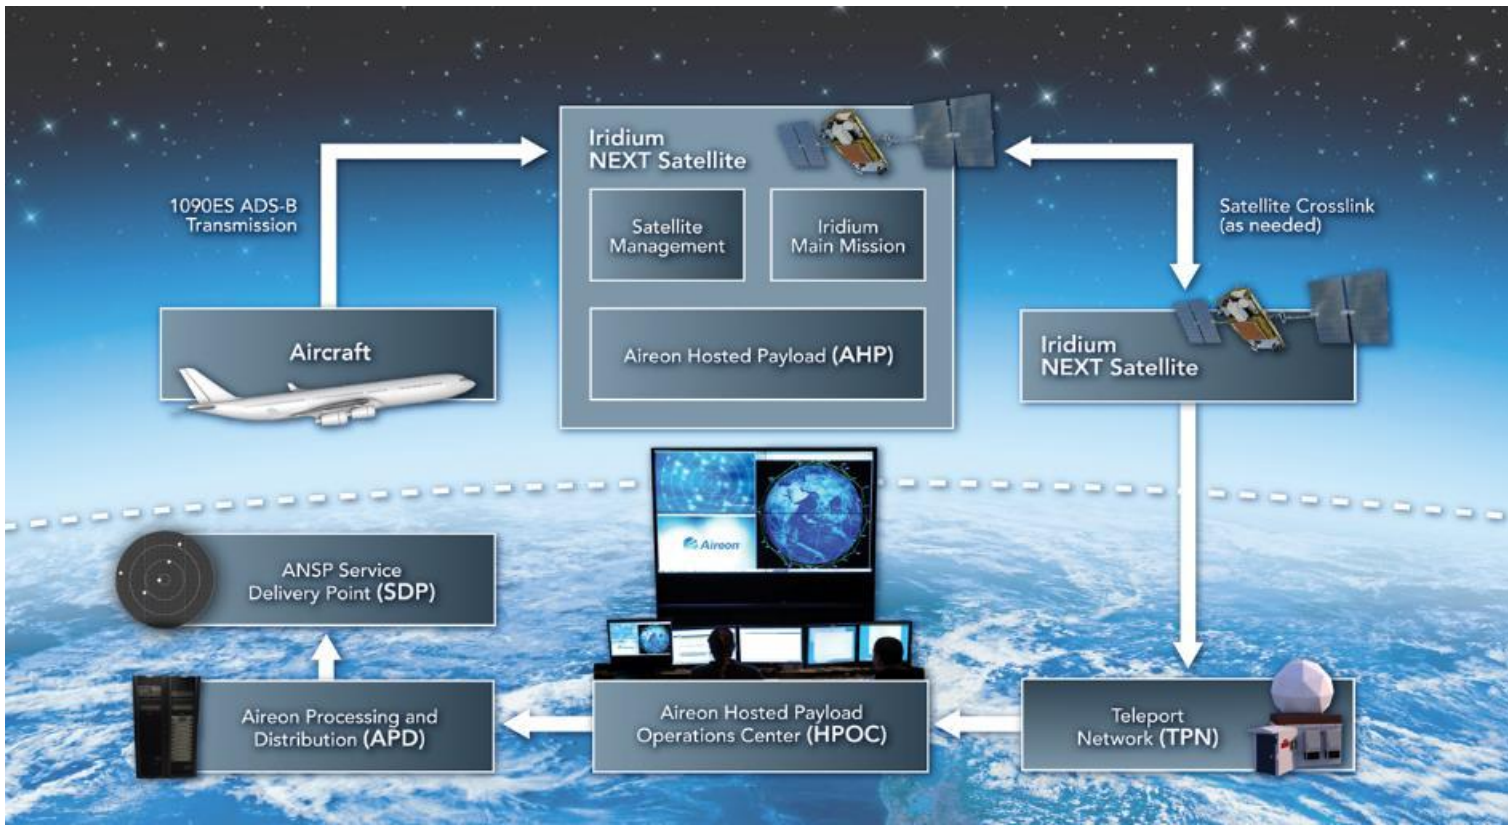 Iridium
NEXT Satellite
1090ES ADS-B
Transmission
Satellite
Management
Iridium
Main Mission
Satellite Crosslink
(as needed)
Aircraft
Aireon Hosted Payload (AHP)
Iridium
NEXT Satellite
Aireon
ANSP Service
Delivery Point (SDP)
Aireon Processing and
Distribution (APD)
Aireon Hosted Payload
Operations Center (HPOC)
Teleport
Network (TPN)